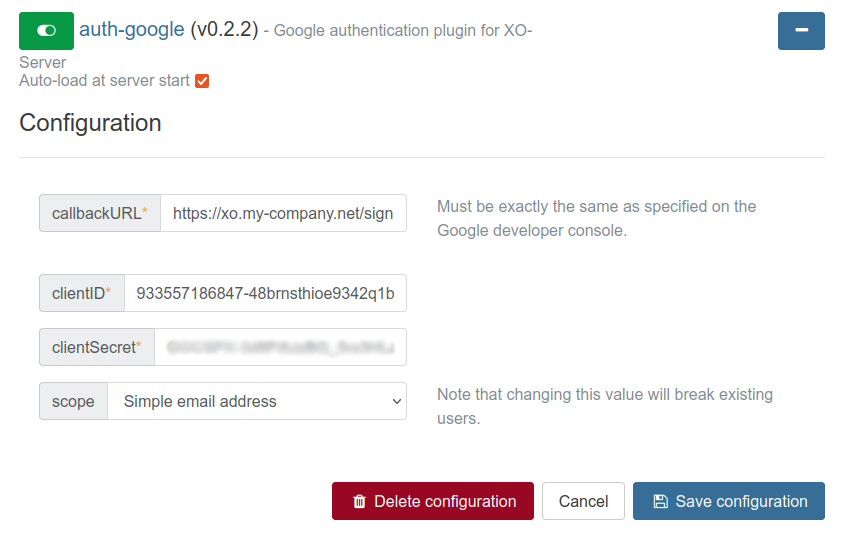 auth-google (v0.2.2) - Google authentication plugin for XO-
Server
Auto-load at server start
Configuration
callbackURL* https://xo.my-company.net/sign
Must be exactly the same as specified on the
Google developer console.
clientID* 933557186847-48brnsthioe9342q1b
clientSecret*
scope Simple email address
Note that changing this value will break existing
users.
Delete configuration Cancel Save configuration